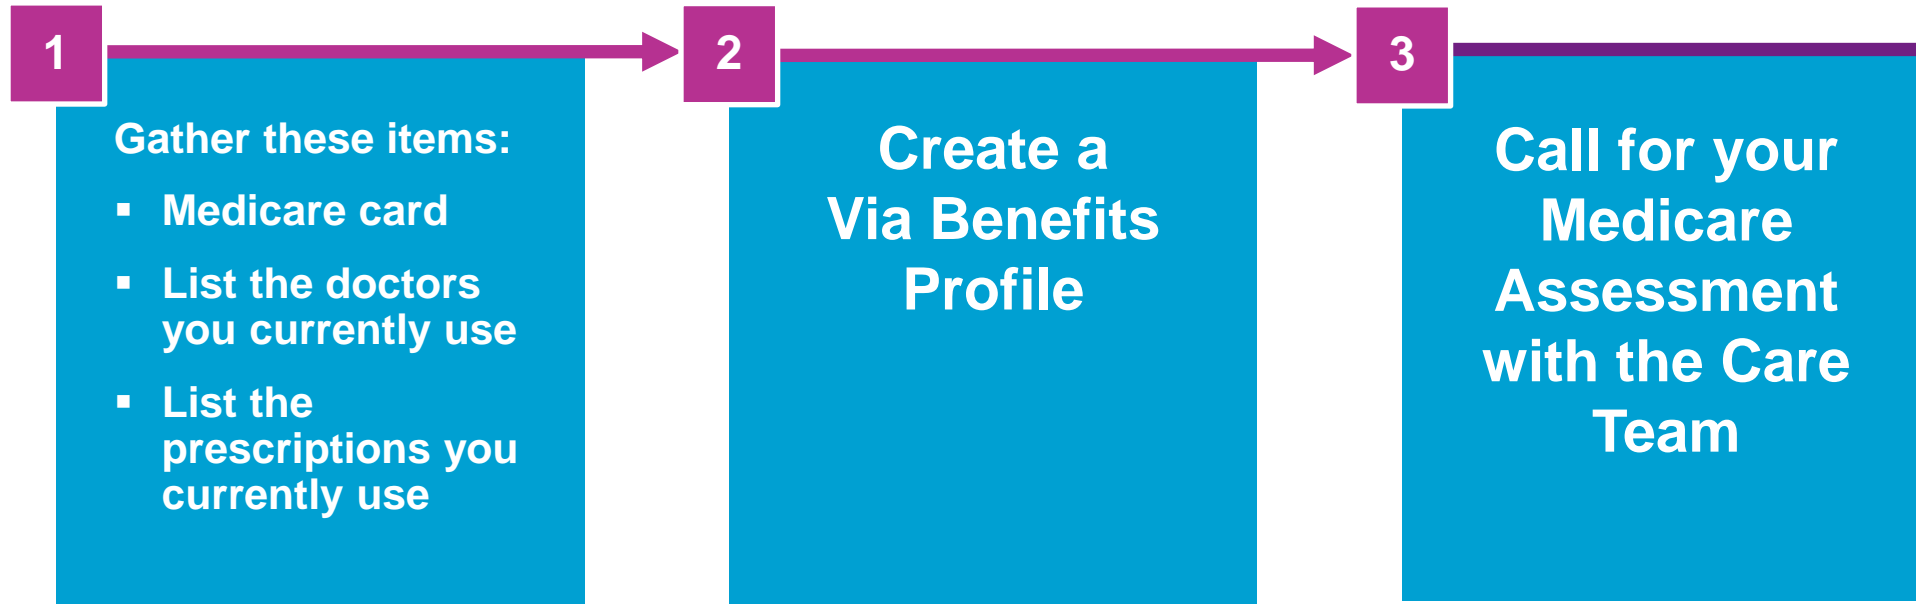 1
Gather these items:
▪ Medicare card
▪ List the doctors
you currently use
▪ List the
prescriptions you
currently use
2
Create a
Via Benefits
Profile
3
Call for your
Medicare
Assessment
with the Care
Team